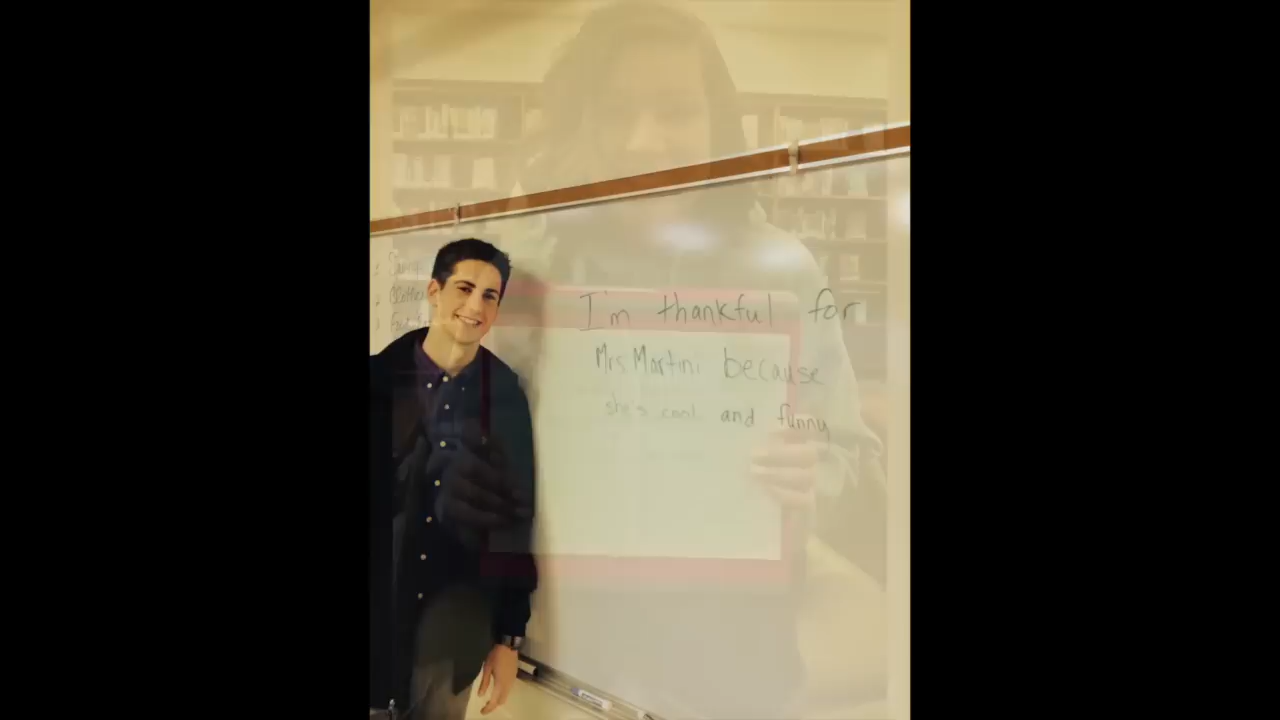 I'm thankful for
Mrs Martini because
she's cool and funny